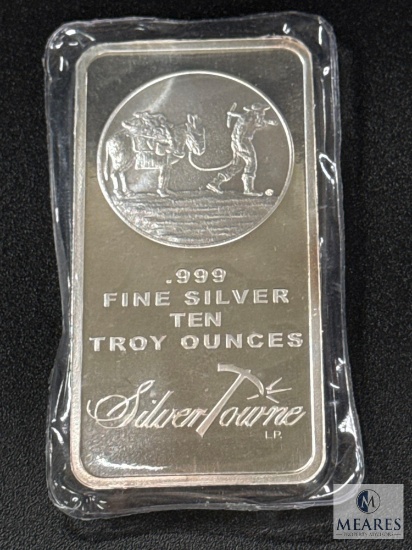 .999
FINE SILVER
TEN
TROY OUNCES
SilverTowne
L.P.
M
MEARES